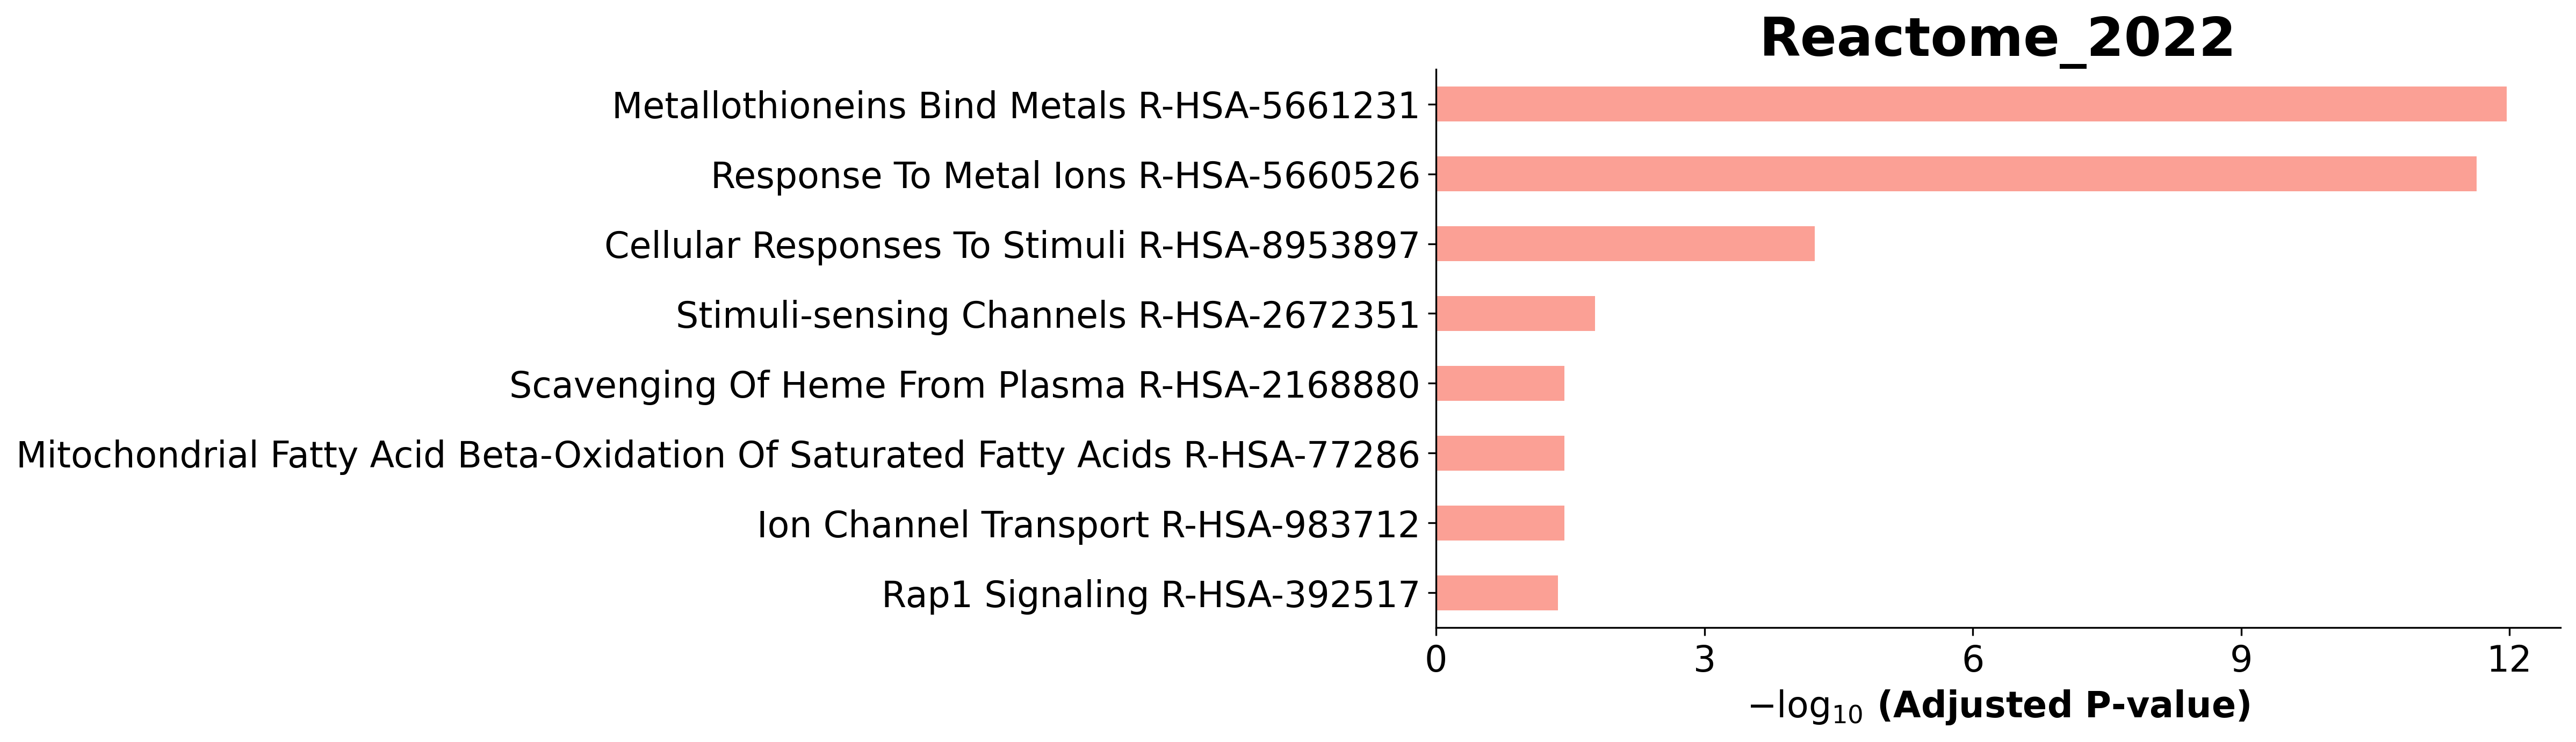 Reactome_2022
Metallothioneins Bind Metals R-HSA-5661231
Response To Metal Ions R-HSA-5660526
Cellular Responses To Stimuli R-HSA-8953897
Stimuli-sensing Channels R-HSA-2672351
Scavenging Of Heme From Plasma R-HSA-2168880
Mitochondrial Fatty Acid Beta-Oxidation Of Saturated Fatty Acids R-HSA-77286
Ion Channel Transport R-HSA-983712
Rap1 Signaling R-HSA-392517
0 3 6 9 12
−log₁₀ (Adjusted P-value)